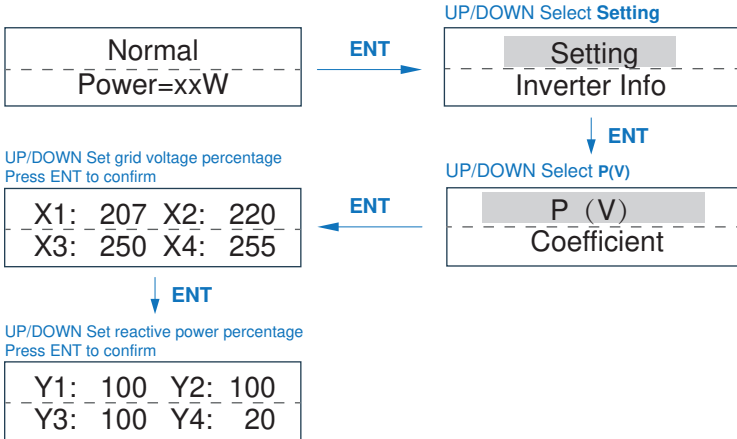 UP/DOWN Select Setting
Normal
Power=xxW
ENT
Setting
Inverter Info
ENT
UP/DOWN Select P(V)
P (V)
Coefficient
ENT
UP/DOWN Set grid voltage percentage
Press ENT to confirm
X1: 207 X2: 220
X3: 250 X4: 255
ENT
UP/DOWN Set reactive power percentage
Press ENT to confirm
Y1: 100 Y2: 100
Y3: 100 Y4: 20